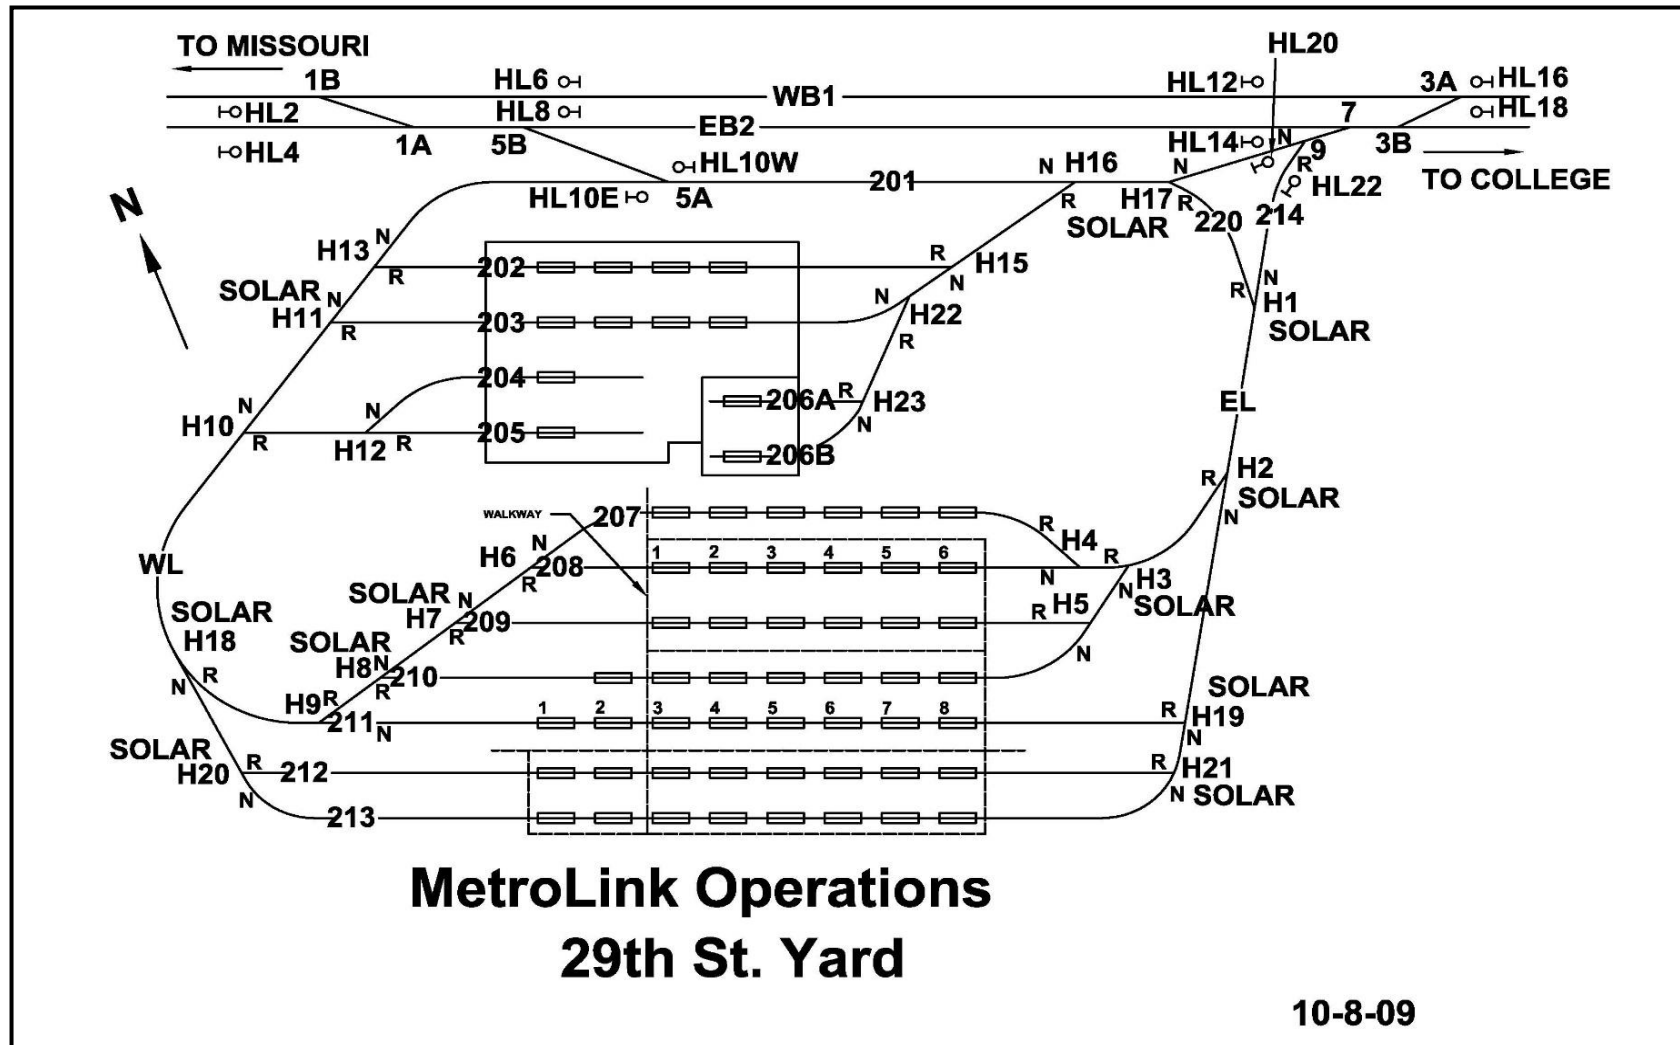 TO MISSOURI
1B
HL6
WB1
HL12
HL20
3A
HL16
HL2
HL8
EB2
7
HL18
HL4
1A
5B
HL10W
HL14
N
9
3B
TO COLLEGE
N
HL10E
5A
201
N
H16
R
SOLAR
N
H17
R
220
R
HL22
214
H13
N
R
202
R
H15
N
SOLAR
N
H11
R
203
N
H22
R
R
N
H1
SOLAR
204
206A
R
H23
N
EL
H10
N
R
N
H12
R
205
206B
R
H2
SOLAR
N
WALKWAY
207
R
H4
WL
H6
N
208
R
1 2 3 4 5 6
N
R
H3
N
SOLAR
SOLAR
H18
R
N
SOLAR
N
H7
R
209
R
H5
N
SOLAR
H8
N
R
210
H9
R
211
N
1 2 3 4 5 6 7 8
SOLAR
R
H19
N
SOLAR
H20
R
212
N
R
H21
N
SOLAR
213
MetroLink Operations
29th St. Yard
10-8-09